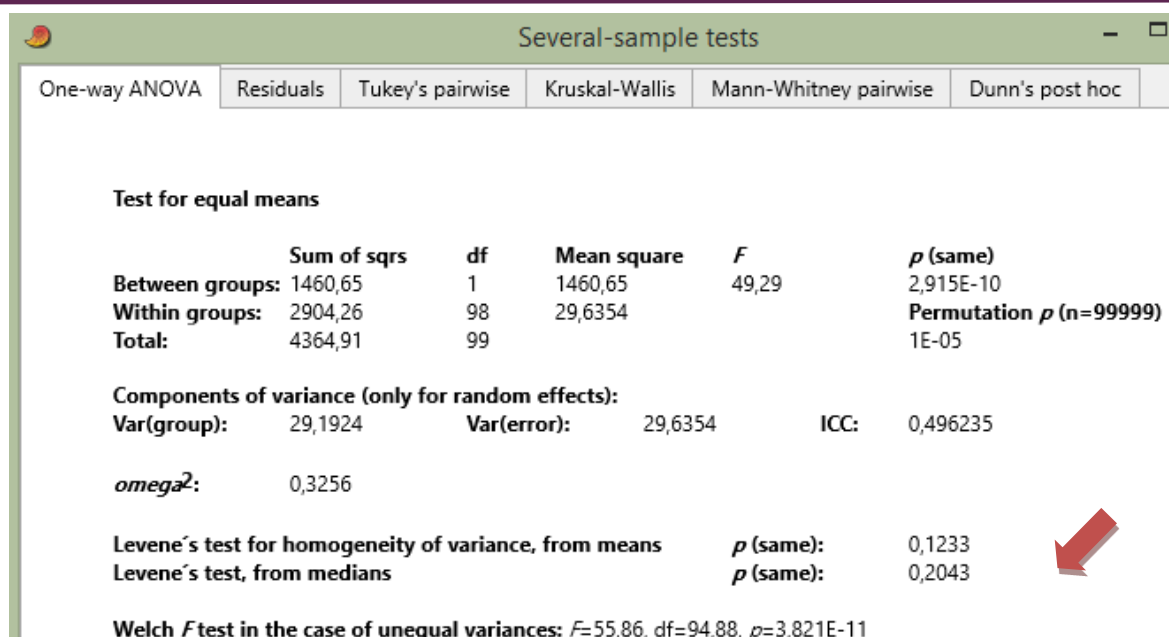 Several-sample tests
One-way ANOVA Residuals Tukey's pairwise Kruskal-Wallis Mann-Whitney pairwise Dunn's post hoc
Test for equal means
Sum of sqrs df Mean square F p (same)
Between groups: 1460,65 1 1460,65 49,29 2,915E-10
Within groups: 2904,26 98 29,6354 Permutation p (n=99999)
Total: 4364,91 99 1E-05
Components of variance (only for random effects):
Var(group): 29,1924 Var(error): 29,6354 ICC: 0,496235
omega2: 0,3256
Levene´s test for homogeneity of variance, from means p (same): 0,1233
Levene´s test, from medians p (same): 0,2043
Welch F test in the case of unequal variances: F=55,86, df=94,88, p=3,821E-11